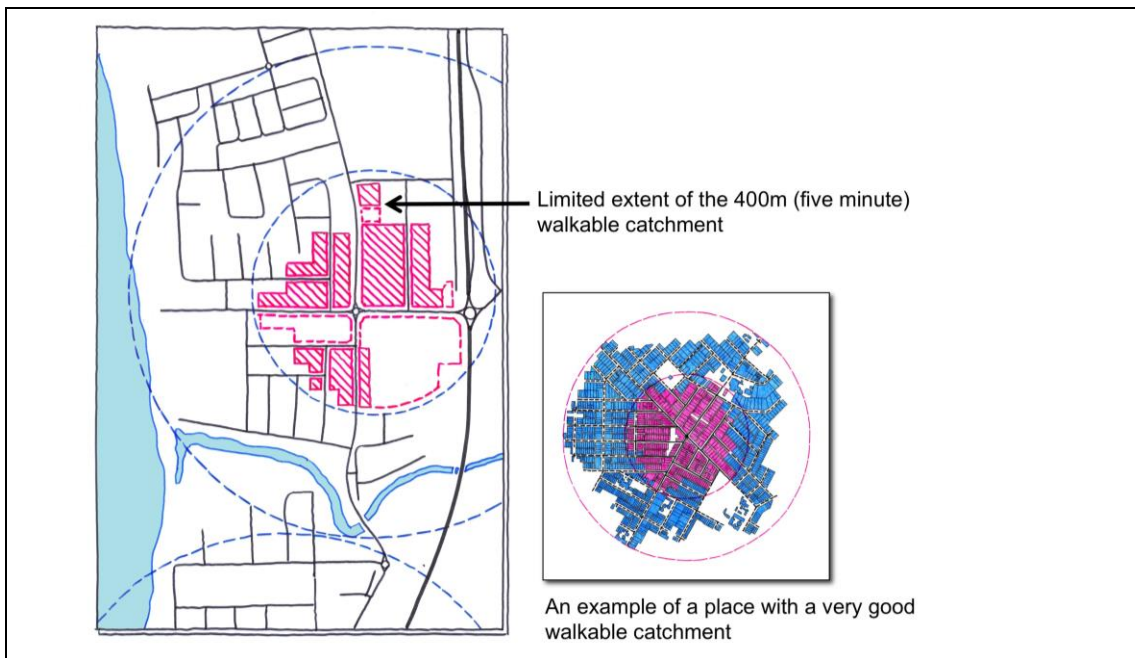 Limited extent of the 400m (five minute)
walkable catchment
An example of a place with a very good
walkable catchment